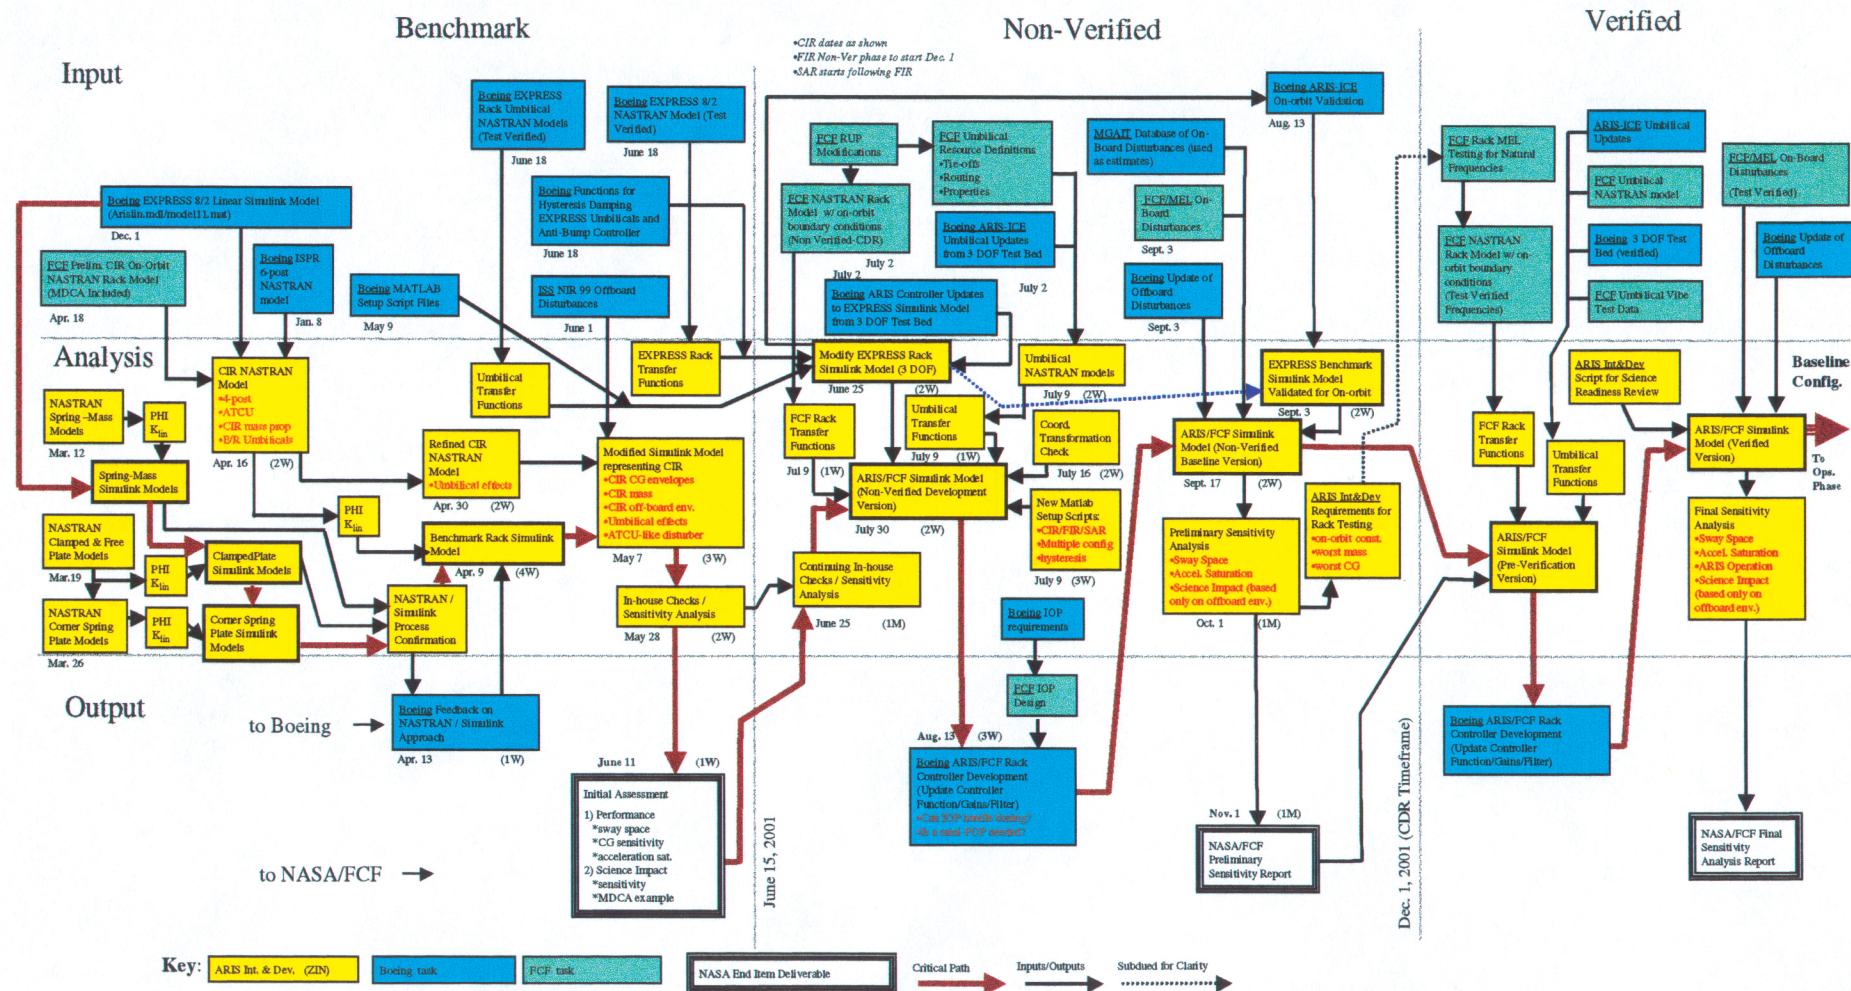 Benchmark
Non-Verified
Verified
•CIR dates as shown
•FIR Non-Ver phase to start Dec. 1
•SAR starts following FIR
Input
Boeing EXPRESS
Rack Umbilical
NASTRAN Models
(Test Verified)
June 18
Boeing EXPRESS 8/2
NASTRAN Model (Test
Verified)
June 18
Boeing ARIS-ICE
On-orbit Validation
Aug. 13
FCF RUP
Modifications
FCF Umbilical
Resource Definitions
•Tie-offs
•Routing
•Properties
MGAIT Database of On-
Board Disturbances (used
as estimates)
FCF Rack MEL
Testing for Natural
Frequencies
ARIS-ICE Umbilical
Updates
FCF/MEL On-Board
Disturbances
(Test Verified)
Boeing EXPRESS 8/2 Linear Simulink Model
(Arislin.mdl/model11.mat)
Dec. 1
Boeing Functions for
Hysteresis Damping
EXPRESS Umbilicals and
Anti-Bump Controller
June 18
FCF NASTRAN Rack
Model w/ on-orbit
boundary conditions
(Non Verified-CDR)
July 2
July 2
Boeing ARIS-ICE
Umbilical Updates
from 3 DOF Test Bed
July 2
FCF/MEL On-
Board
Disturbances
Sept. 3
FCF Umbilical
NASTRAN model
FCF NASTRAN
Rack Model w/ on-
orbit boundary
conditions
(Test Verified
Frequencies)
Boeing 3 DOF Test
Bed (verified)
Boeing Update of
Offboard
Disturbances
FCF Prelim. CIR On-Orbit
NASTRAN Rack Model
(MDCA Included)
Apr. 18
Boeing ISPR
6-post
NASTRAN
model
Jan. 8
Boeing MATLAB
Setup Script Files
May 9
ISS NIR 99 Offboard
Disturbances
June 1
Boeing ARIS Controller Updates
to EXPRESS Simulink Model
from 3 DOF Test Bed
Boeing Update of
Offboard
Disturbances
Sept. 3
FCF Umbilical Vibe
Test Data
Analysis
CIR NASTRAN
Model
•4-post
•ATCU
•CIR mass prop
•E/R Umbilicals
Apr. 16
(2W)
Umbilical
Transfer
Functions
EXPRESS Rack
Transfer
Functions
Modify EXPRESS Rack
Simulink Model (3 DOF)
June 25
(2W)
Umbilical
NASTRAN models
July 9
(2W)
EXPRESS Benchmark
Simulink Model
Validated for On-orbit
Sept. 3
(2W)
ARIS Int&Dev
Script for Science
Readiness Review
Baseline
Config.
NASTRAN
Spring –Mass
Models
Mar. 12
PHI
Klin
Refined CIR
NASTRAN
Model
•Umbilical effects
Apr. 30
(2W)
Modified Simulink Model
representing CIR
•CIR CG envelopes
•CIR mass
•CIR off-board env.
•Umbilical effects
•ATCU-like disturber
May 7
(3W)
FCF Rack
Transfer
Functions
Jul 9
(1W)
Umbilical
Transfer
Functions
July 9
(1W)
Coord.
Transformation
Check
July 16
(2W)
ARIS/FCF Simulink
Model (Non-Verified
Baseline Version)
Sept. 17
(2W)
FCF Rack
Transfer
Functions
Umbilical
Transfer
Functions
ARIS/FCF Simulink
Model (Verified
Version)
To
Ops.
Phase
Spring-Mass
Simulink Models
PHI
Klin
ARIS/FCF Simulink Model
(Non-Verified Development
Version)
July 30
(2W)
New Matlab
Setup Scripts:
•CIR/FIR/SAR
•Multiple config
•hysteresis
July 9
(3W)
ARIS Int&Dev
Requirements for
Rack Testing
•on-orbit const.
•worst mass
•worst CG
Final Sensitivity
Analysis
•Sway Space
•Accel. Saturation
•ARIS Operation
•Science Impact
(based only on
offboard env.)
NASTRAN
Clamped & Free
Plate Models
Mar.19
PHI
Klin
ClampedPlate
Simulink Models
Benchmark Rack Simulink
Model
Apr. 9
(4W)
Preliminary Sensitivity
Analysis
•Sway Space
•Accel. Saturation
•Science Impact (based
only on offboard env.)
Oct. 1
(1M)
ARIS/FCF
Simulink Model
(Pre-Verification
Version)
NASTRAN
Corner Spring
Plate Models
Mar. 26
PHI
Klin
Corner Spring
Plate Simulink
Models
NASTRAN /
Simulink
Process
Confirmation
In-house Checks /
Sensitivity Analysis
May 28
(2W)
Continuing In-house
Checks / Sensitivity
Analysis
June 25
(1M)
Boeing IOP
requirements
Output
to Boeing
Boeing Feedback on
NASTRAN / Simulink
Approach
Apr. 13
(1W)
FCF IOP
Design
Aug. 13
(3W)
Boeing ARIS/FCF Rack
Controller Development
(Update Controller
Function/Gains/Filter)
•Can IOP handle docking?
•Is a mini-POP needed?
Boeing ARIS/FCF Rack
Controller Development
(Update Controller
Function/Gains/Filter)
June 11
(1W)
Initial Assessment
1) Performance
*sway space
*CG sensitivity
*acceleration sat.
2) Science Impact
*sensitivity
*MDCA example
June 15, 2001
Nov. 1
(1M)
NASA/FCF
Preliminary
Sensitivity Report
Dec. 1, 2001 (CDR Timeframe)
NASA/FCF Final
Sensitivity
Analysis Report
to NASA/FCF
Key:
ARIS Int. & Dev. (ZIN)
Boeing task
FCF task
NASA End Item Deliverable
Critical Path
Inputs/Outputs
Subdued for Clarity